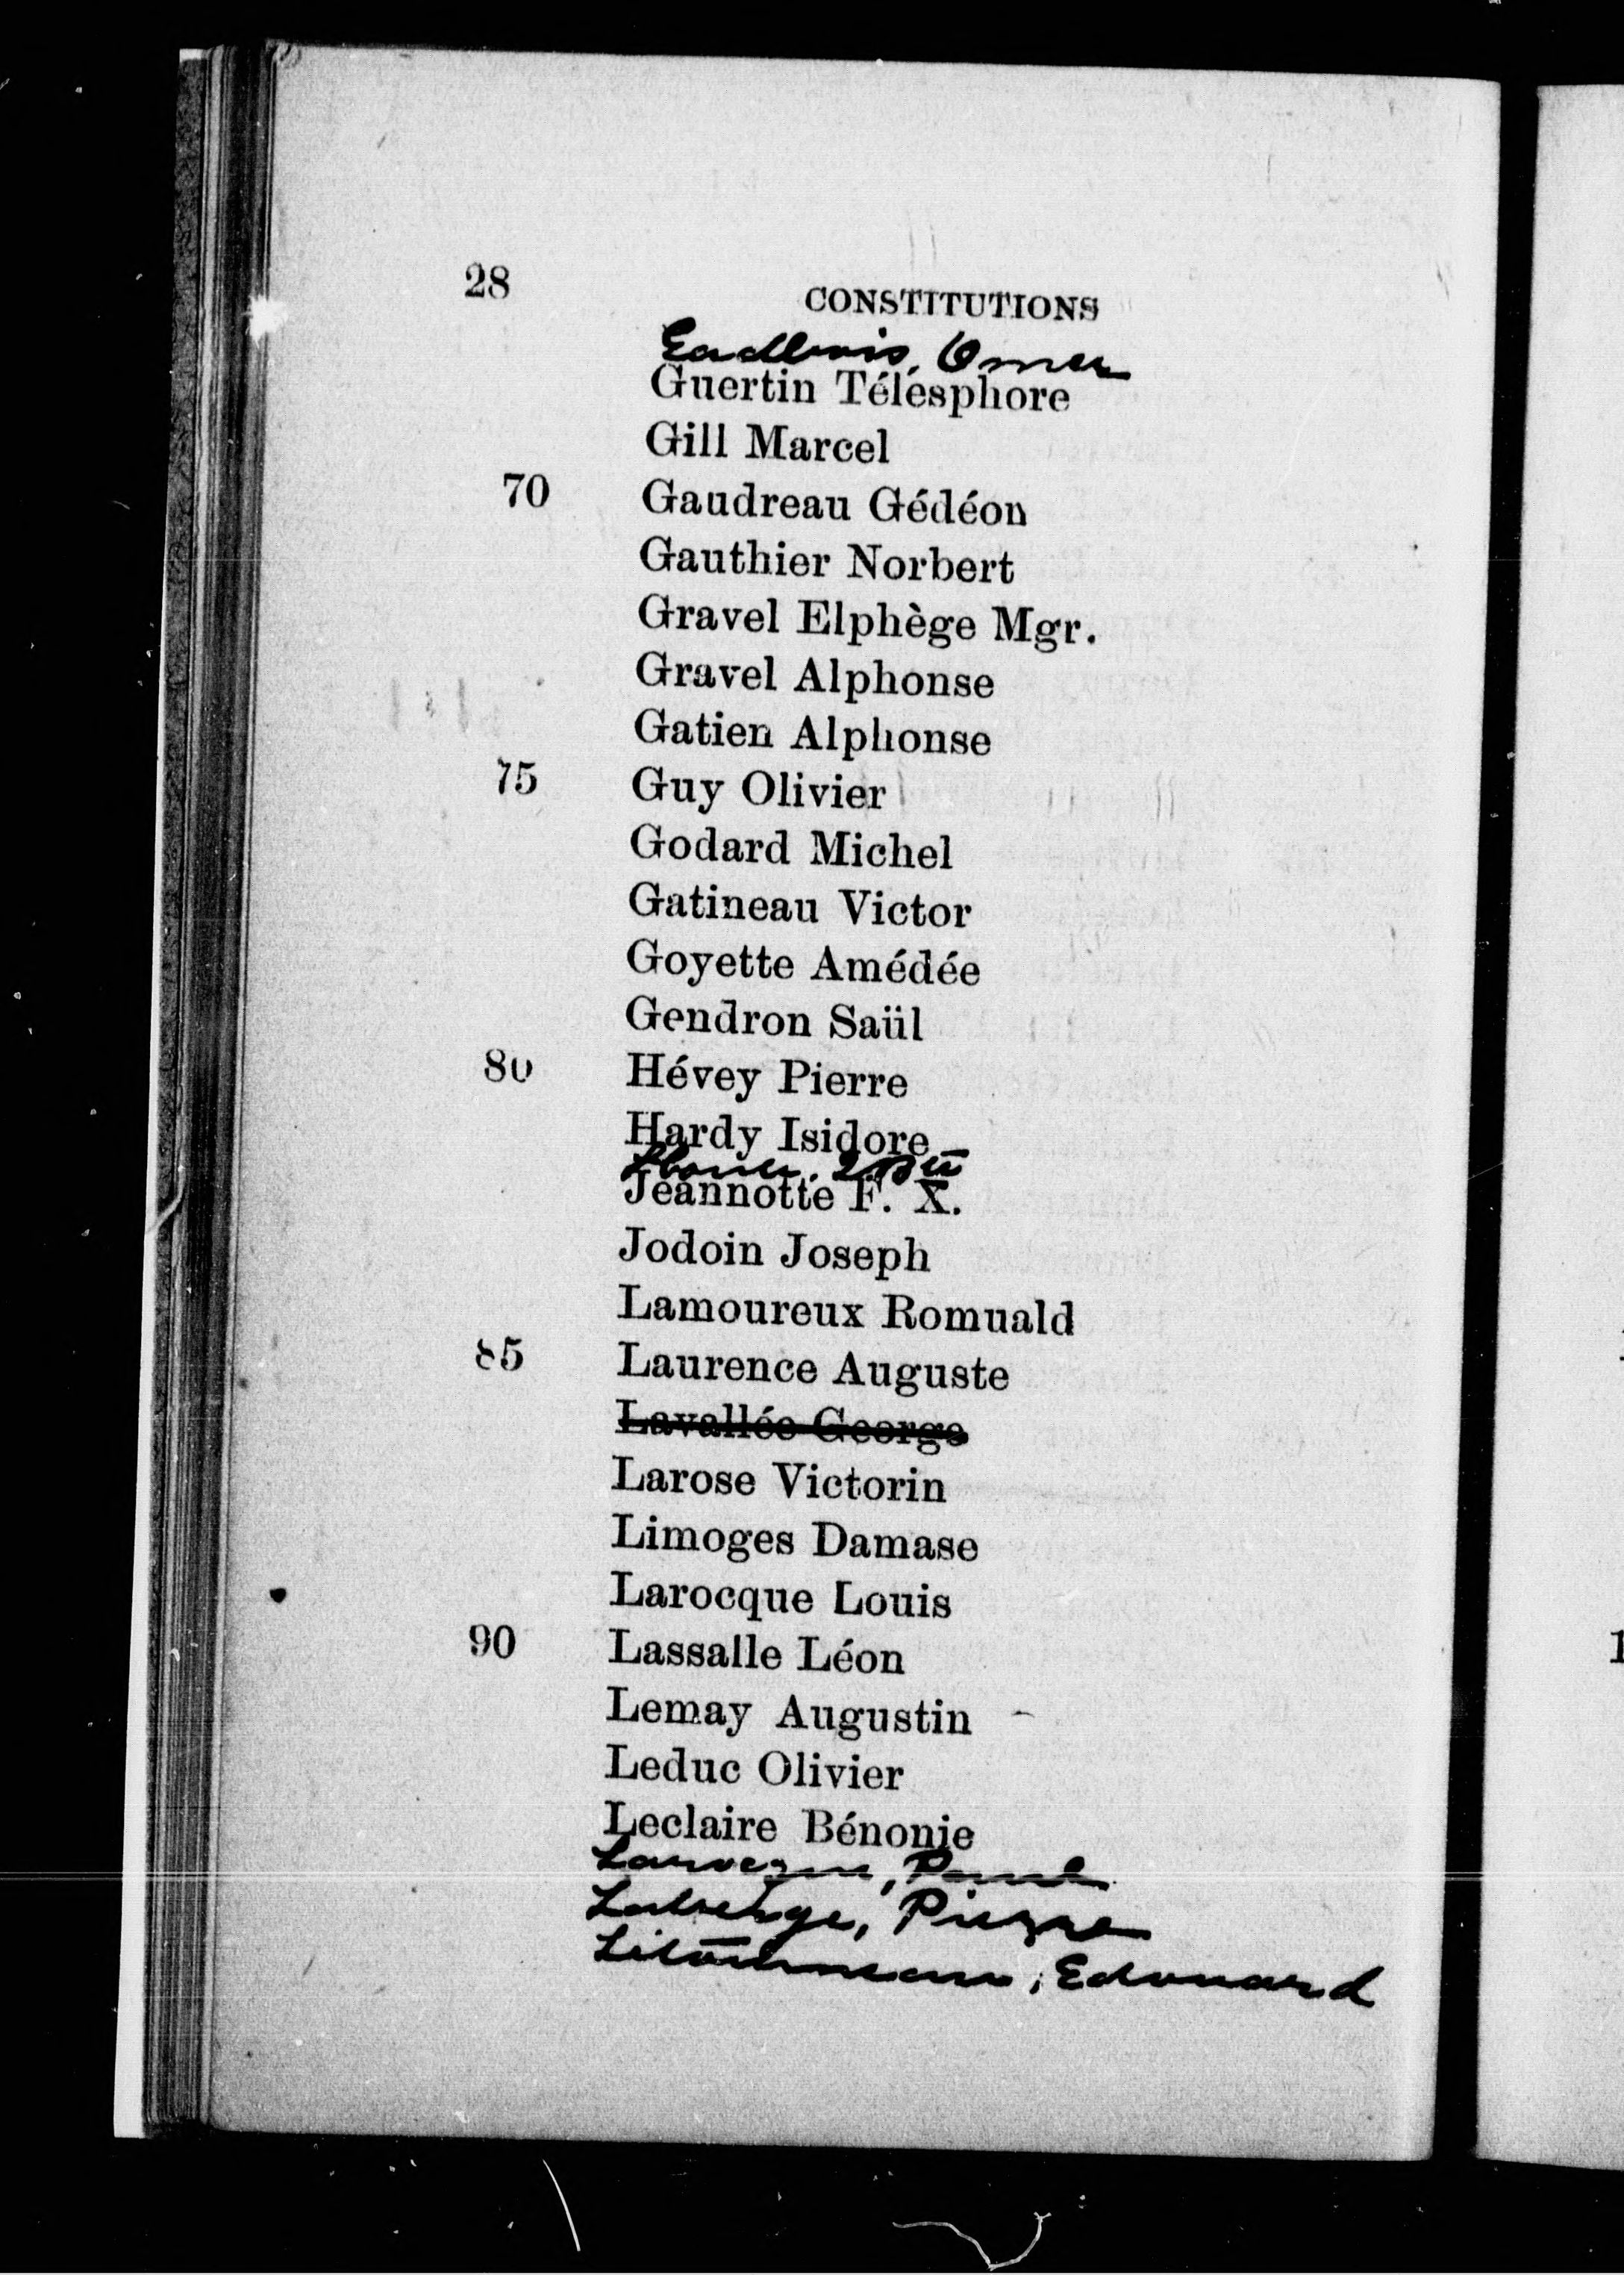 28
CONSTITUTIONS
Omer
Guertin Télesphore
Gill Marcel
70 Gaudreau Gédéon
Gauthier Norbert
Gravel Elphège Mgr.
Gravel Alphonse
Gatien Alphonse
75 Guy Olivier
Godard Michel
Gatineau Victor
Goyette Amédée
Gendron Saül
80 Hévey Pierre
Hardy Isidore
Jeannotte F. X.
Jodoin Joseph
Lamoureux Romuald
85 Laurence Auguste
Lavallée George
Larose Victorin
Limoges Damase
Larocque Louis
90 Lassalle Léon
Lemay Augustin
Leduc Olivier
Leclaire Bénonie
Larocque, Paul
Laberge, Pierre
Edouard